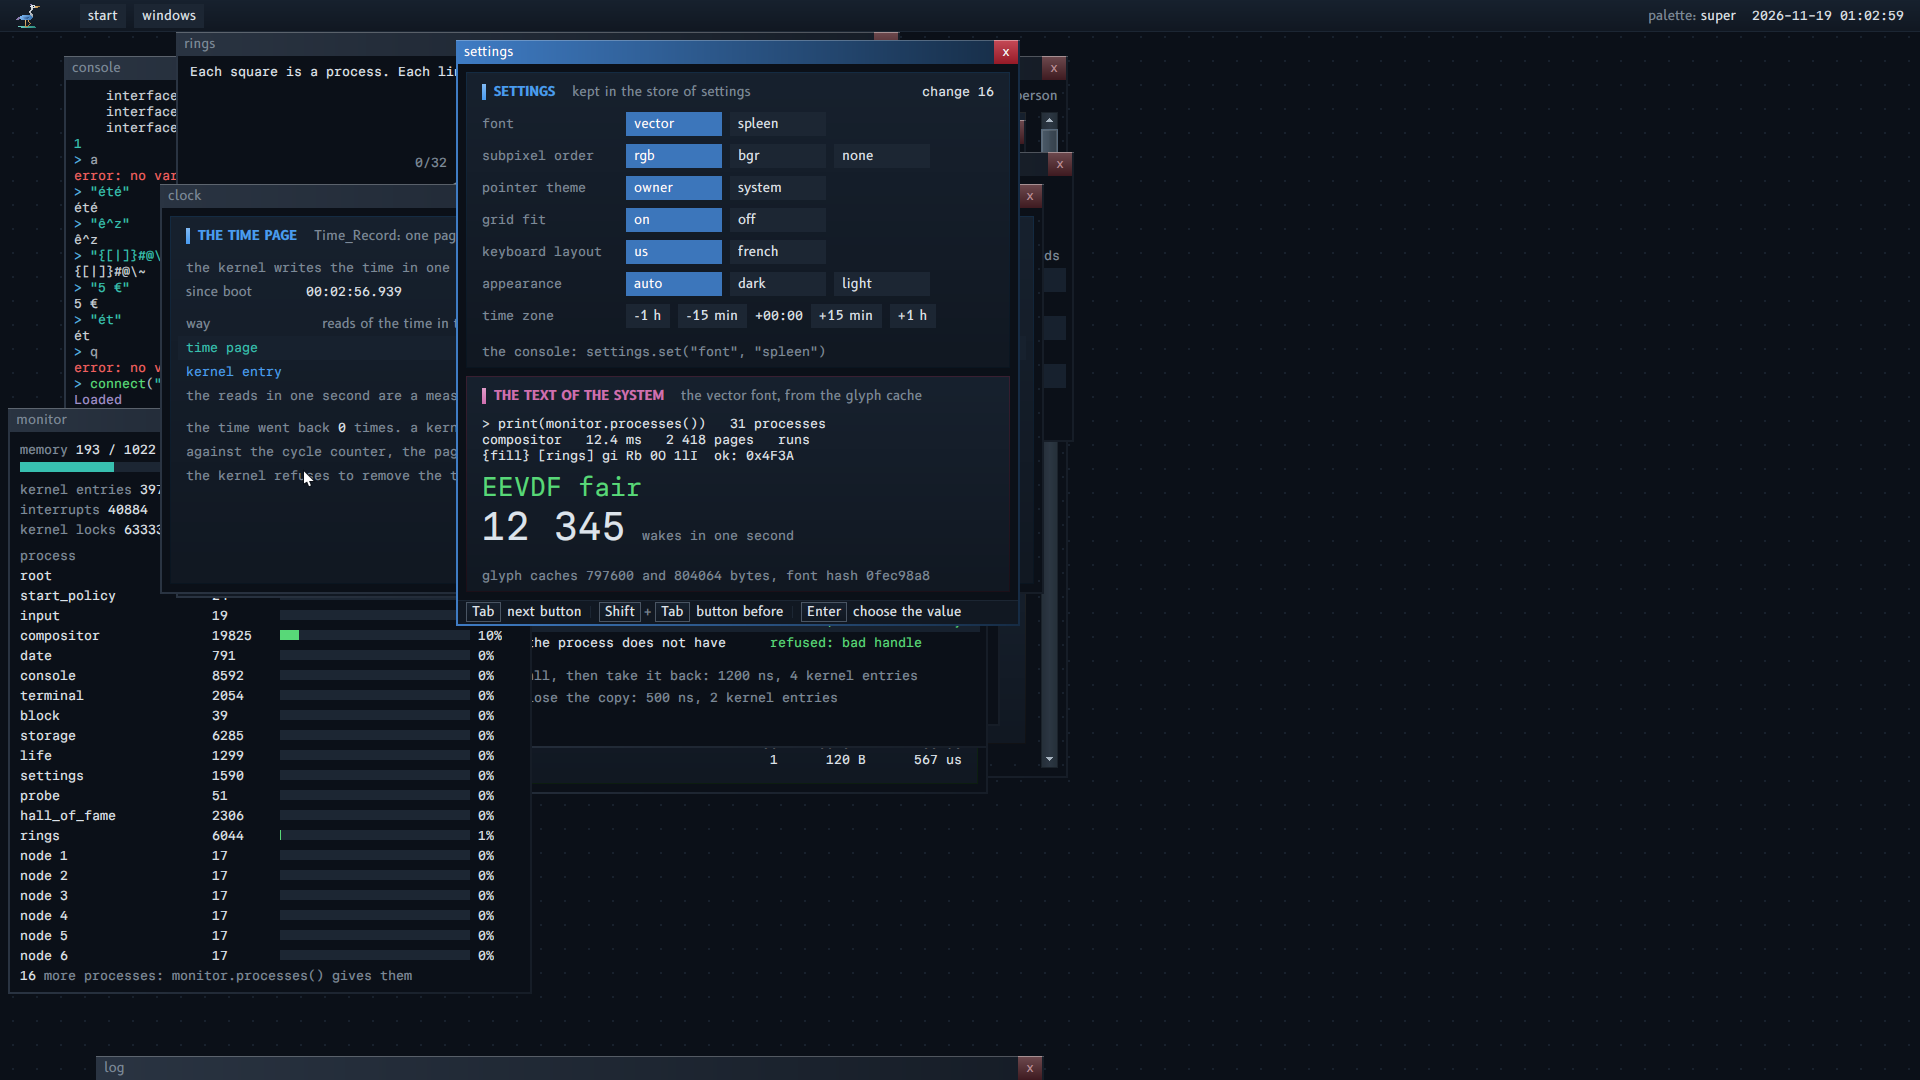 start windows palette: super 2026-11-19 01:02:59
rings
Each square is a process. Each
0/32
console
interface
interface
interface
1
> a
error: no
> "été"
été
> "ê^z"
ê^z
> "{[|]}#@\
{[|]}#@\~
> "5 €"
5 €
> "ét"
ét
> q
error: no
> connect("
Loaded
clock x
THE TIME PAGE Time_Record: one
the kernel writes the time in one
since boot 00:02:56.939
way reads of the time in
time page
kernel entry
the reads in one second are a
the time went back 0 times. a
against the cycle counter, the
the kernel refuses to remove the
settings x
SETTINGS kept in the store of settings change 16
font vector spleen
subpixel order rgb bgr none
pointer theme owner system
grid fit on off
keyboard layout us french
appearance auto dark light
time zone -1 h -15 min +00:00 +15 min +1 h
the console: settings.set("font", "spleen")
THE TEXT OF THE SYSTEM the vector font, from the glyph cache
> print(monitor.processes()) 31 processes
compositor 12.4 ms 2 418 pages runs
{fill} [rings] gi Rb 0O 1lI ok: 0x4F3A
EEVDF fair
12 345 wakes in one second
glyph caches 797600 and 804064 bytes, font hash 0fec98a8
Tab next button Shift + Tab button before Enter choose the value
x
x
the process does not have refused: bad handle
then take it back: 1200 ns, 4 kernel entries
the copy: 500 ns, 2 kernel entries
1 120 B 567 us
monitor
memory 193 / 1022
kernel entries 397
interrupts 40884
kernel locks 63333
process
root
start_policy
input 19
compositor 19825 10%
date 791 0%
console 8592 0%
terminal 2054 0%
block 39 0%
storage 6285 0%
life 1299 0%
settings 1590 0%
probe 51 0%
hall_of_fame 2306 0%
rings 6044 1%
node 1 17 0%
node 2 17 0%
node 3 17 0%
node 4 17 0%
node 5 17 0%
node 6 17 0%
16 more processes: monitor.processes() gives them
log x